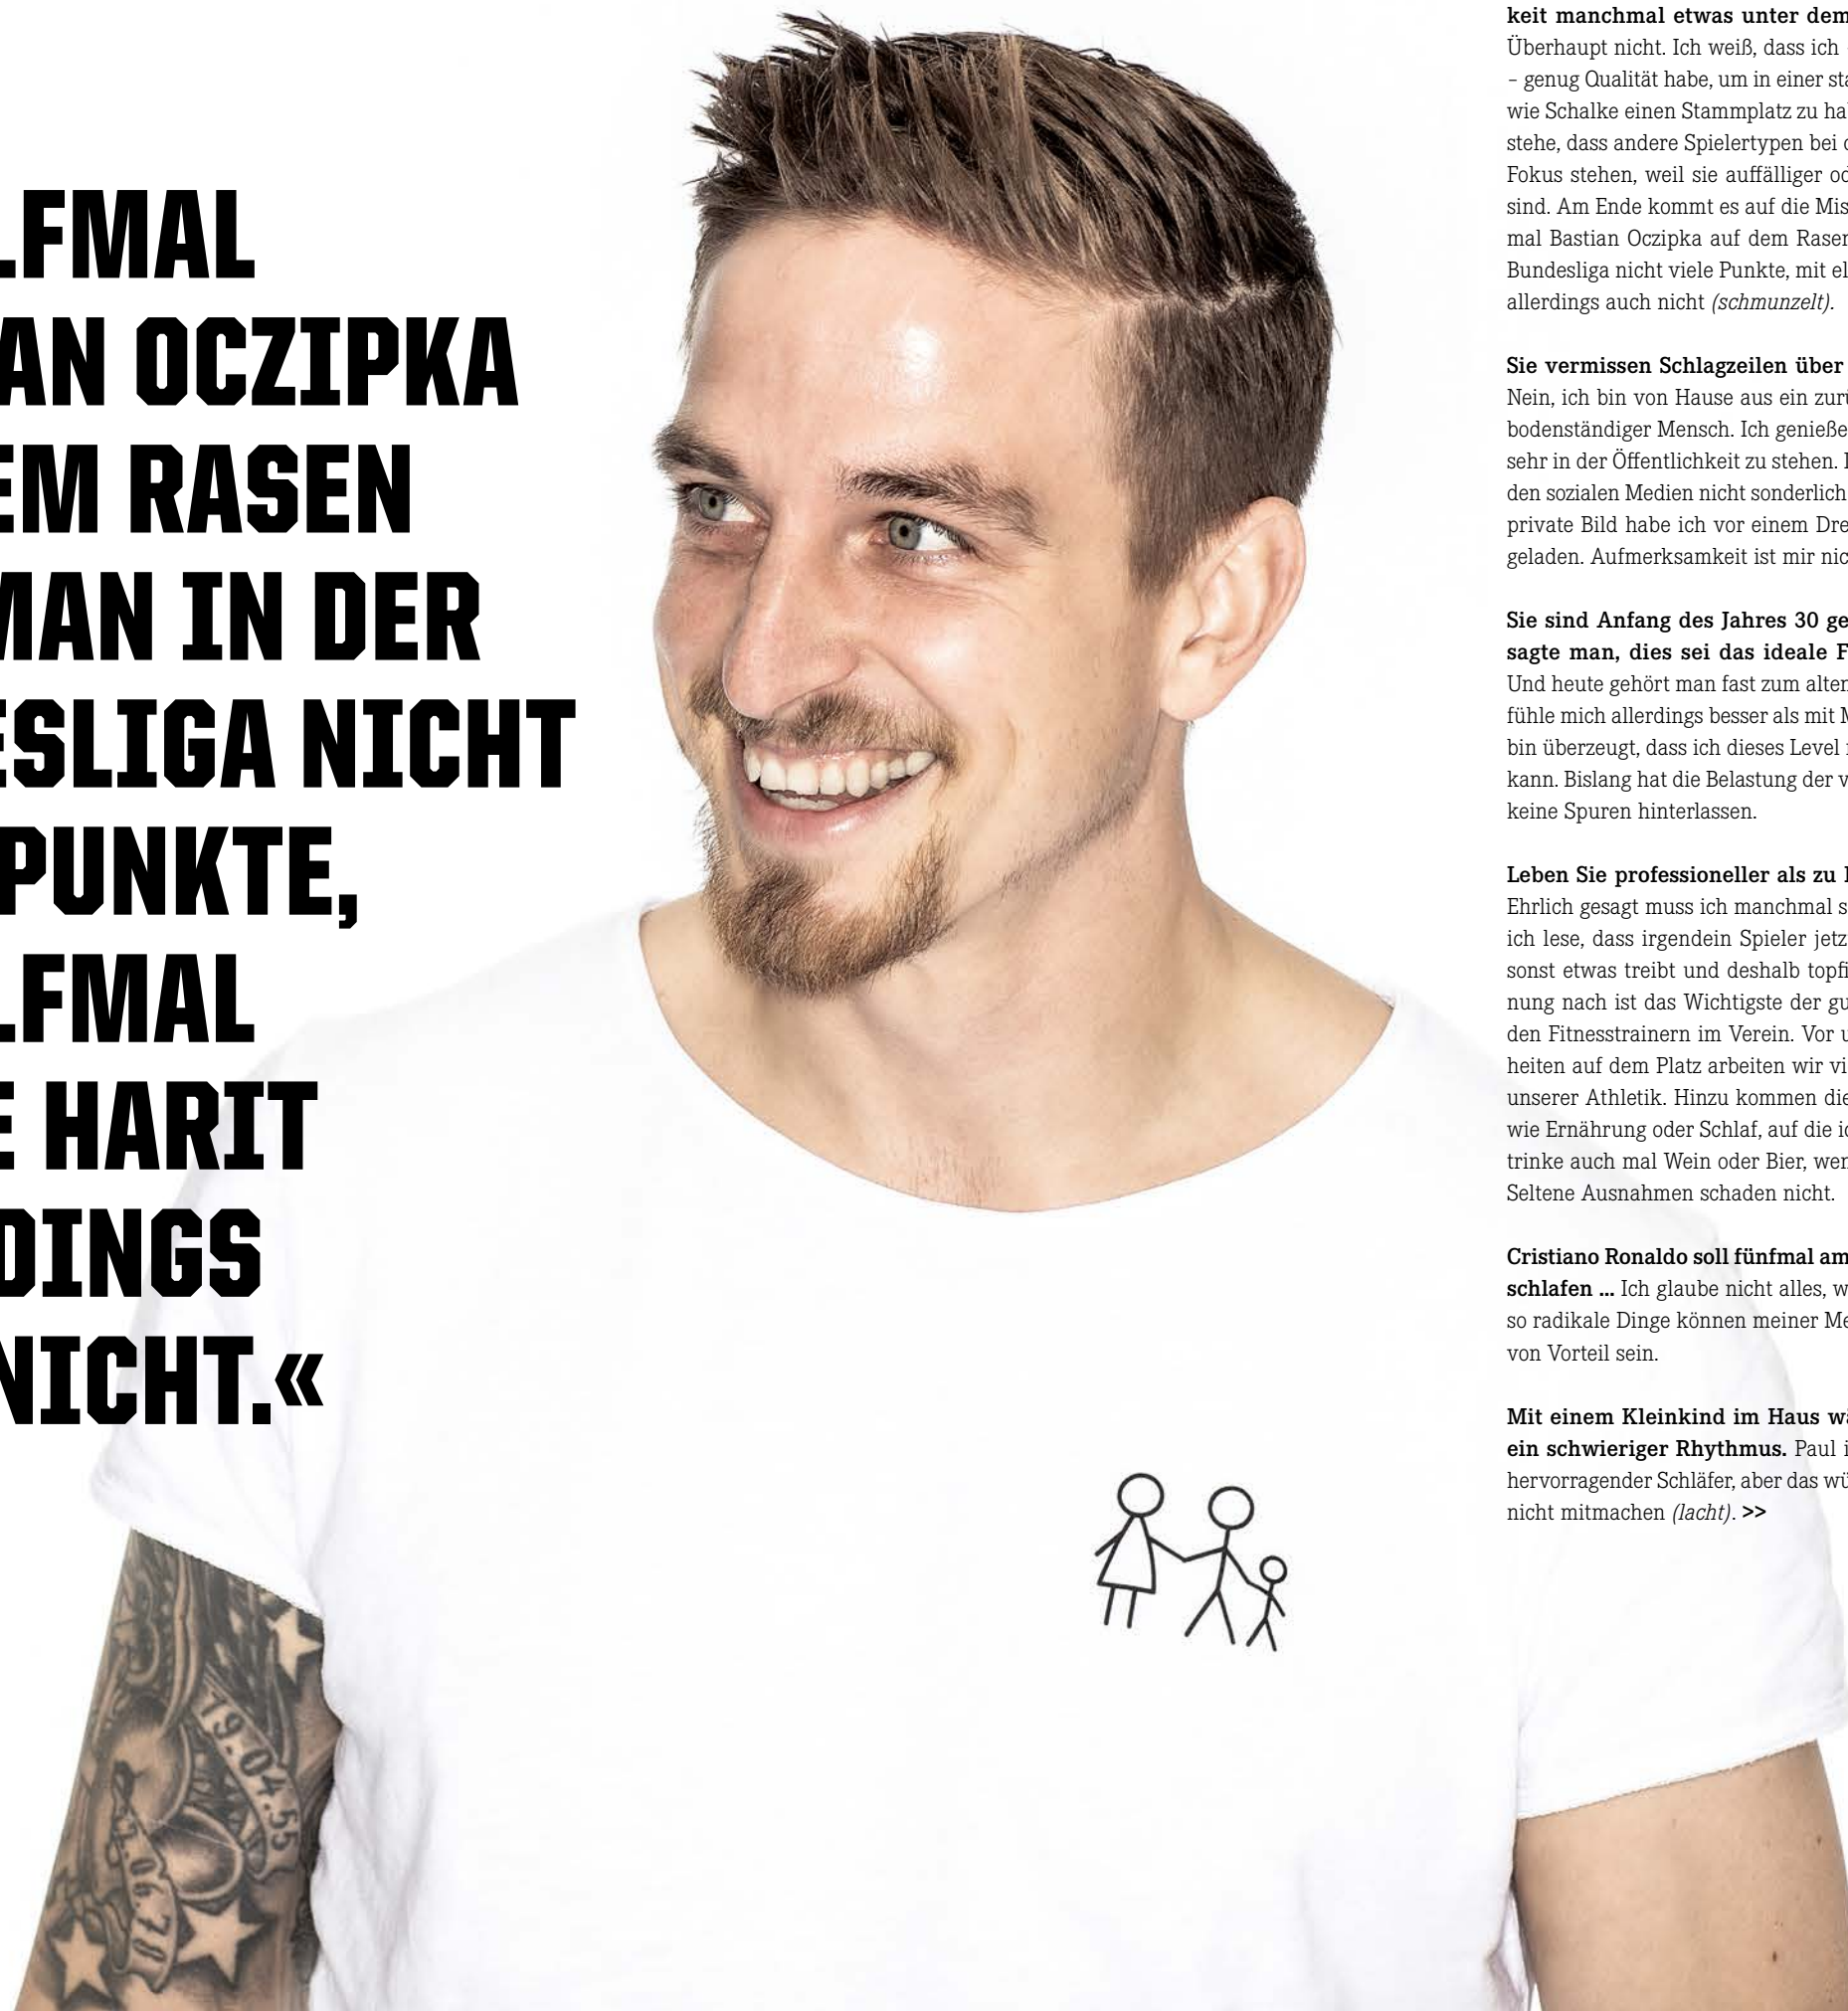 LFMAL
AN OCZIPKA
EM RASEN
MAN IN DER
ESLIGA NICHT
PUNKTE,
LFMAL
E HARIT
DINGS
NICHT.«
keit manchmal etwas unter dem
Überhaupt nicht. Ich weiß, dass ich
– genug Qualität habe, um in einer sta
wie Schalke einen Stammplatz zu ha
stehe, dass andere Spielertypen bei
Fokus stehen, weil sie auffälliger od
sind. Am Ende kommt es auf die Mis
mal Bastian Oczipka auf dem Rasen
Bundesliga nicht viele Punkte, mit el
allerdings auch nicht (schmunzelt).
Sie vermissen Schlagzeilen über
Nein, ich bin von Hause aus ein zurü
bodenständiger Mensch. Ich genieße
sehr in der Öffentlichkeit zu stehen.
den sozialen Medien nicht sonderlich
private Bild habe ich vor einem Dre
geladen. Aufmerksamkeit ist mir nic
Sie sind Anfang des Jahres 30 ge
sagte man, dies sei das ideale F
Und heute gehört man fast zum alten
fühle mich allerdings besser als mit M
bin überzeugt, dass ich dieses Level
kann. Bislang hat die Belastung der v
keine Spuren hinterlassen.
Leben Sie professioneller als zu
Ehrlich gesagt muss ich manchmal s
ich lese, dass irgendein Spieler jetz
sonst etwas treibt und deshalb topfi
nung nach ist das Wichtigste der gu
den Fitnesstrainern im Verein. Vor u
heiten auf dem Platz arbeiten wir vi
unserer Athletik. Hinzu kommen die
wie Ernährung oder Schlaf, auf die ic
trinke auch mal Wein oder Bier, wen
Seltene Ausnahmen schaden nicht.
Cristiano Ronaldo soll fünfmal am
schlafen ... Ich glaube nicht alles, w
so radikale Dinge können meiner Me
von Vorteil sein.
Mit einem Kleinkind im Haus wä
ein schwieriger Rhythmus. Paul i
hervorragender Schläfer, aber das wü
nicht mitmachen (lacht). >>
19.04.55